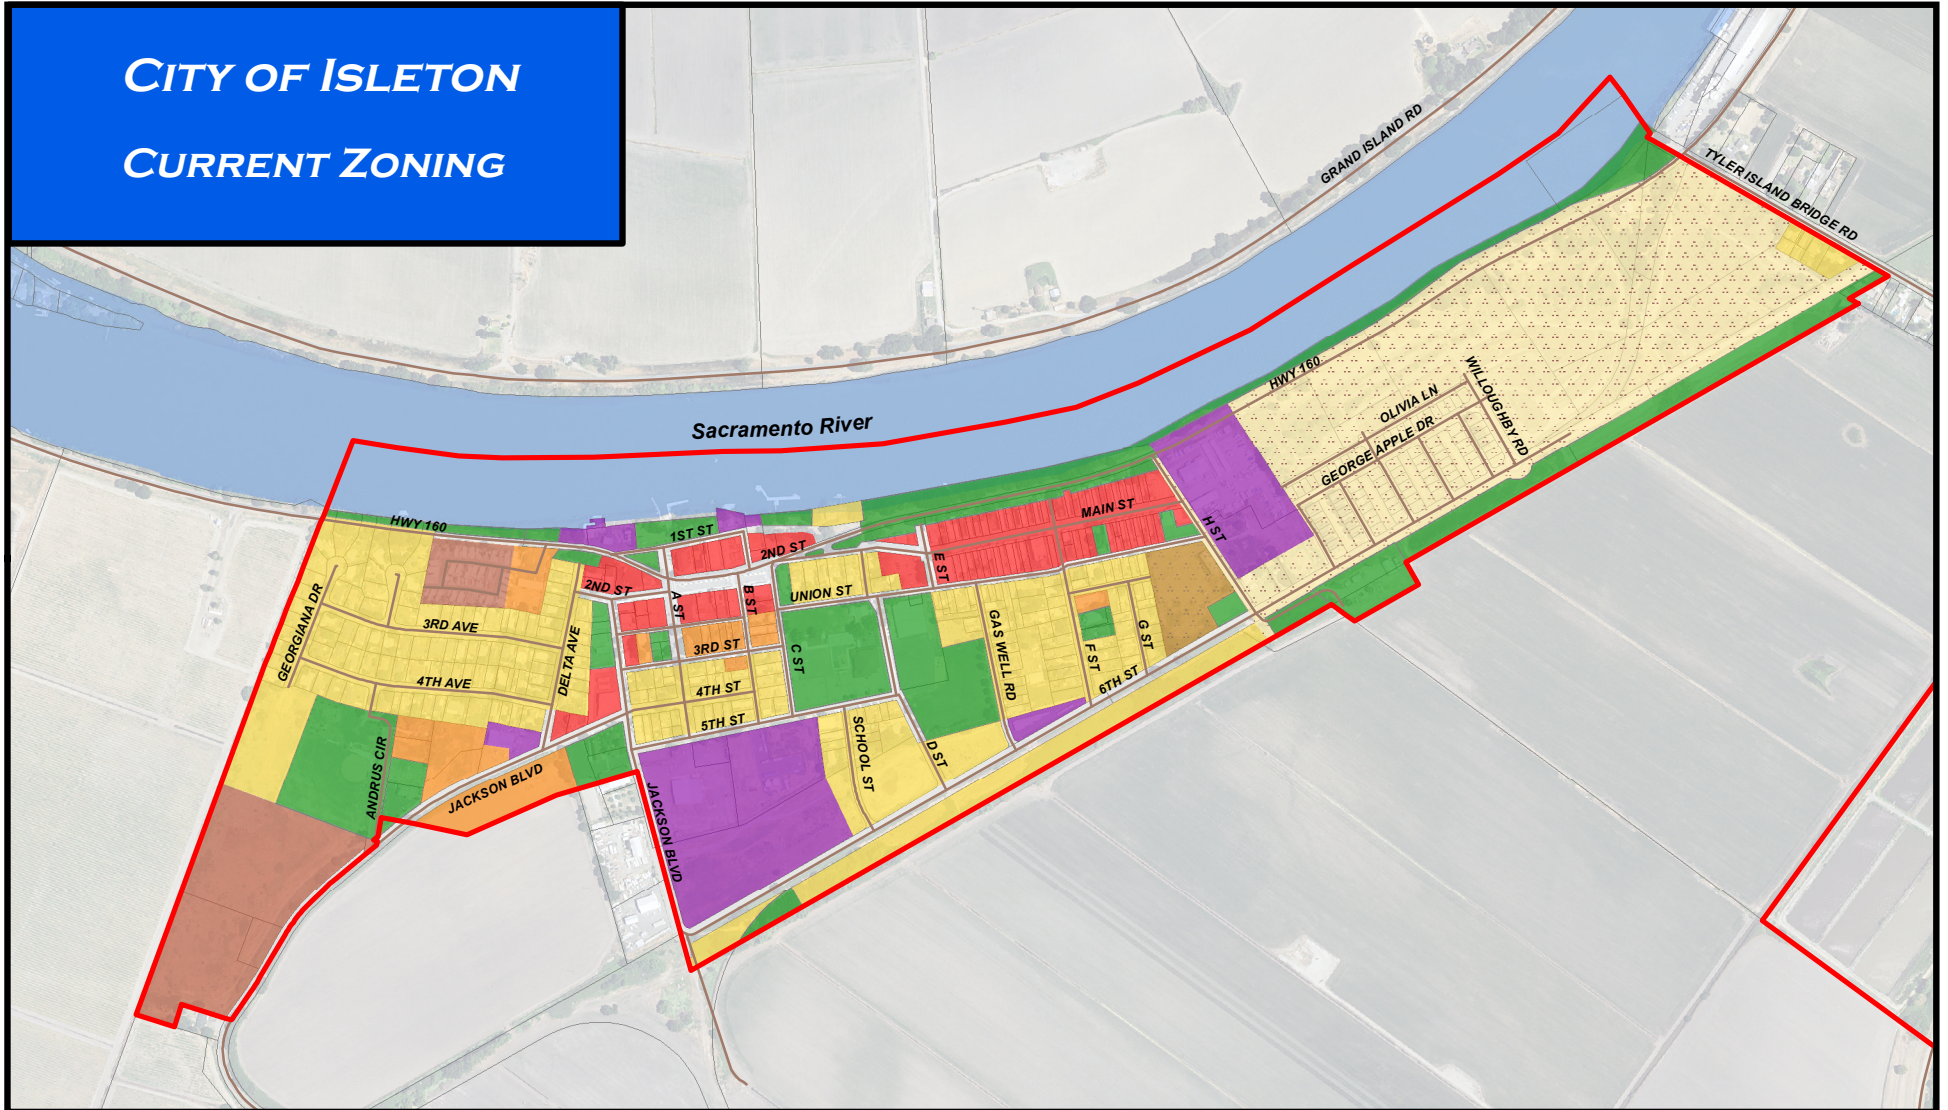 CITY OF ISLETON
CURRENT ZONING
GRAND ISLAND RD
TYLER ISLAND BRIDGE RD
Sacramento River
HWY 160
HWY 160
OLIVIA LN
WILLOUGHBY RD
GEORGE APPLE DR
MAIN ST
H ST
1ST ST
2ND ST
E ST
2ND ST
A ST
B ST
UNION ST
GEORGIANA DR
3RD AVE
DELTA AVE
3RD ST
C ST
GAS WELL RD
F ST
G ST
4TH AVE
4TH ST
6TH ST
5TH ST
SCHOOL ST
D ST
ANDRUS CIR
JACKSON BLVD
JACKSON BLVD